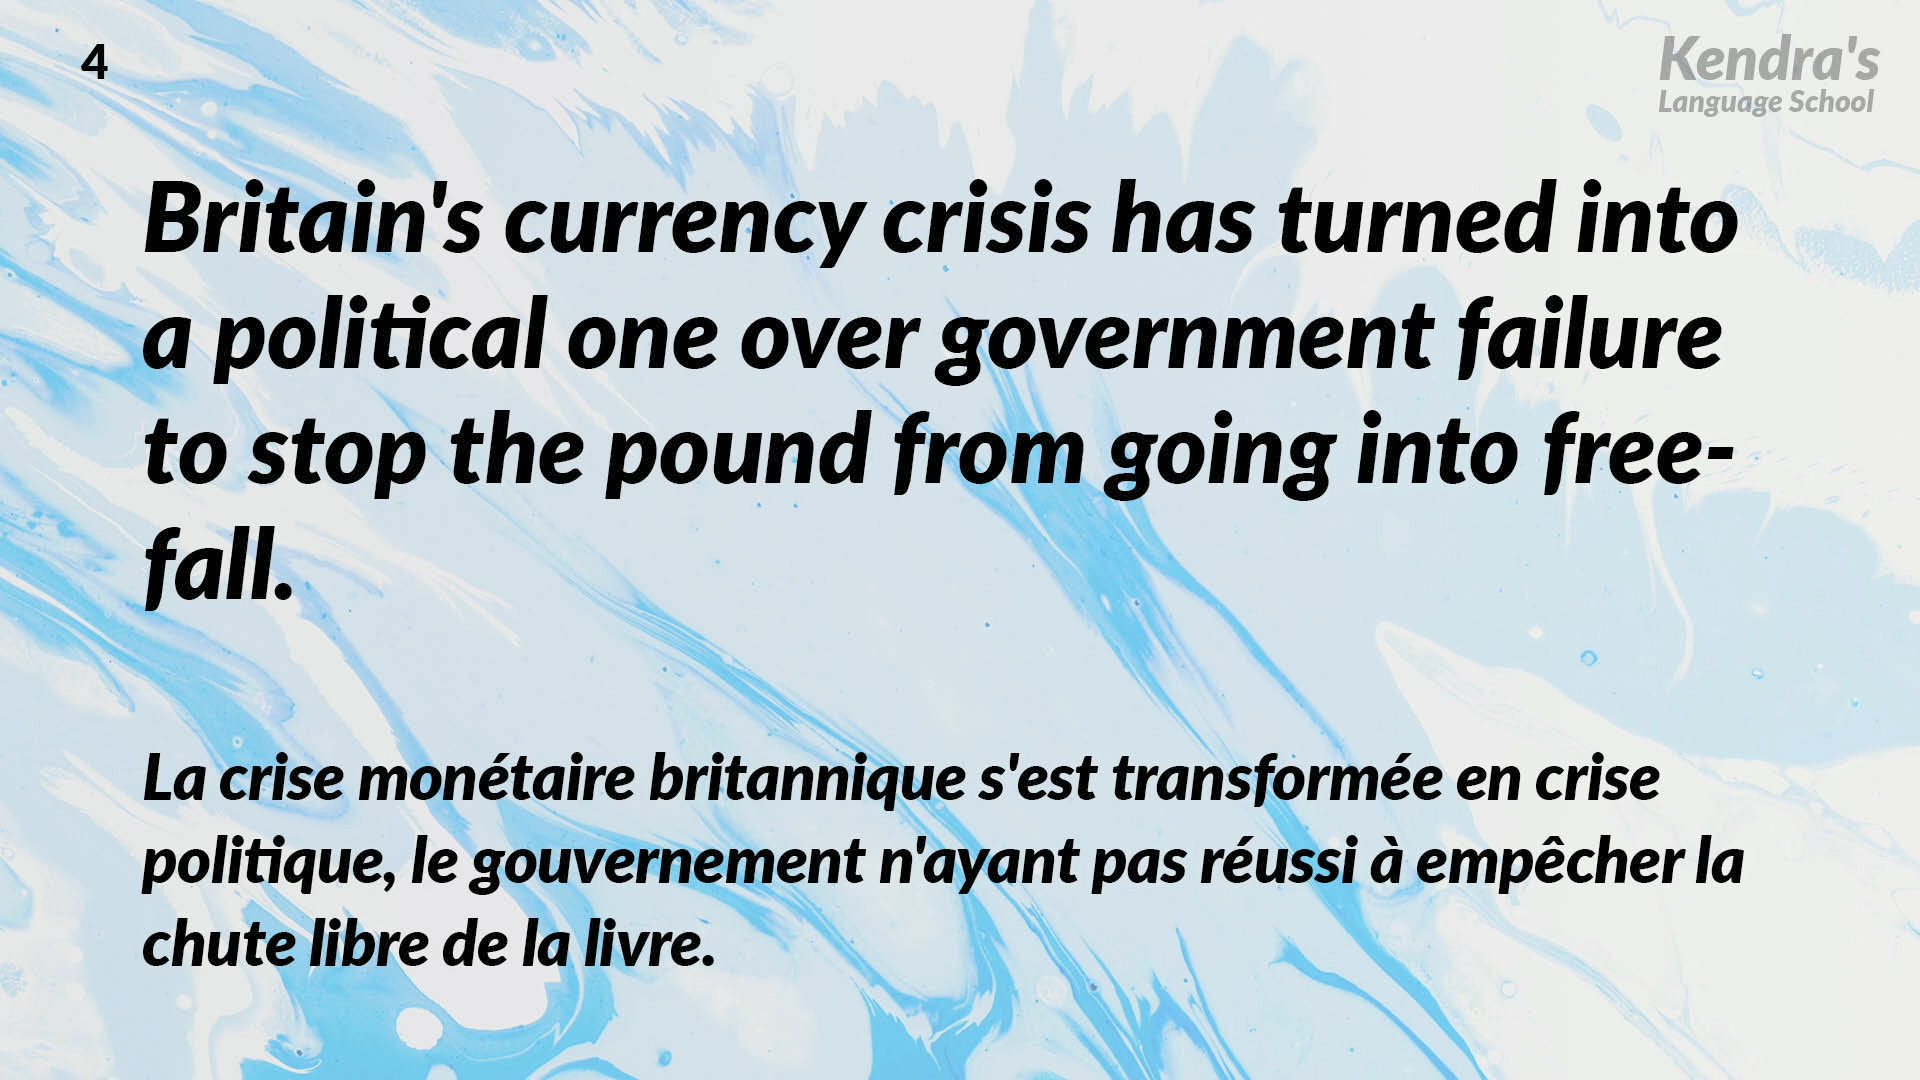 4
Kendra's
Language School
Britain's currency crisis has turned into
a political one over government failure
to stop the pound from going into free-
fall.
La crise monétaire britannique s'est transformée en crise
politique, le gouvernement n'ayant pas réussi à empêcher la
chute libre de la livre.